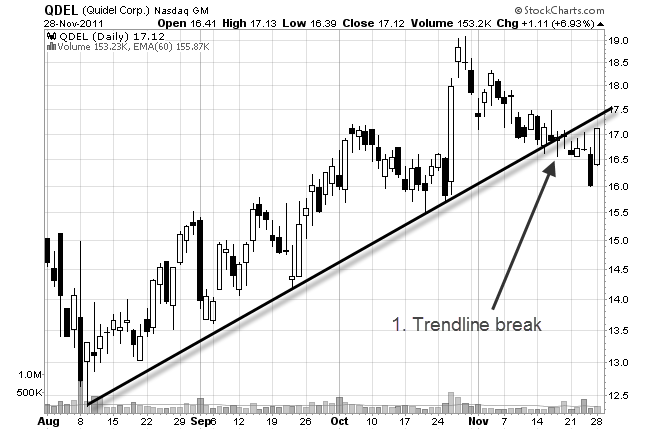 QDEL (Quidel Corp.) Nasdaq GM © StockCharts.com
28-Nov-2011 Open 16.41 High 17.13 Low 16.39 Close 17.12 Volume 153.2K Chg +1.11 (+6.93%)
QDEL (Daily) 17.12
Volume 153.23K, EMA(60) 155.87K
19.0
18.5
18.0
17.5
17.0
16.5
16.0
15.5
15.0
14.5
14.0
13.5
13.0
12.5
1. Trendline break
1.0M
500K
Aug 8 15 22 29 Sep 6 12 19 26 Oct 10 17 24 Nov 7 14 21 28